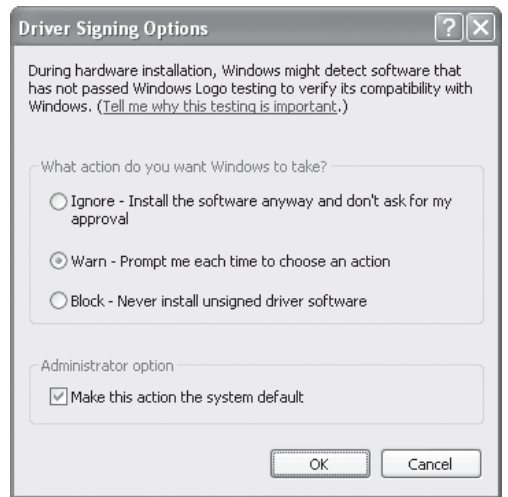 Driver Signing Options
During hardware installation, Windows might detect software that
has not passed Windows Logo testing to verify its compatibility with
Windows. (Tell me why this testing is important.)
What action do you want Windows to take?
Ignore - Install the software anyway and don't ask for my
approval
Warn - Prompt me each time to choose an action
Block - Never install unsigned driver software
Administrator option
Make this action the system default
OK Cancel